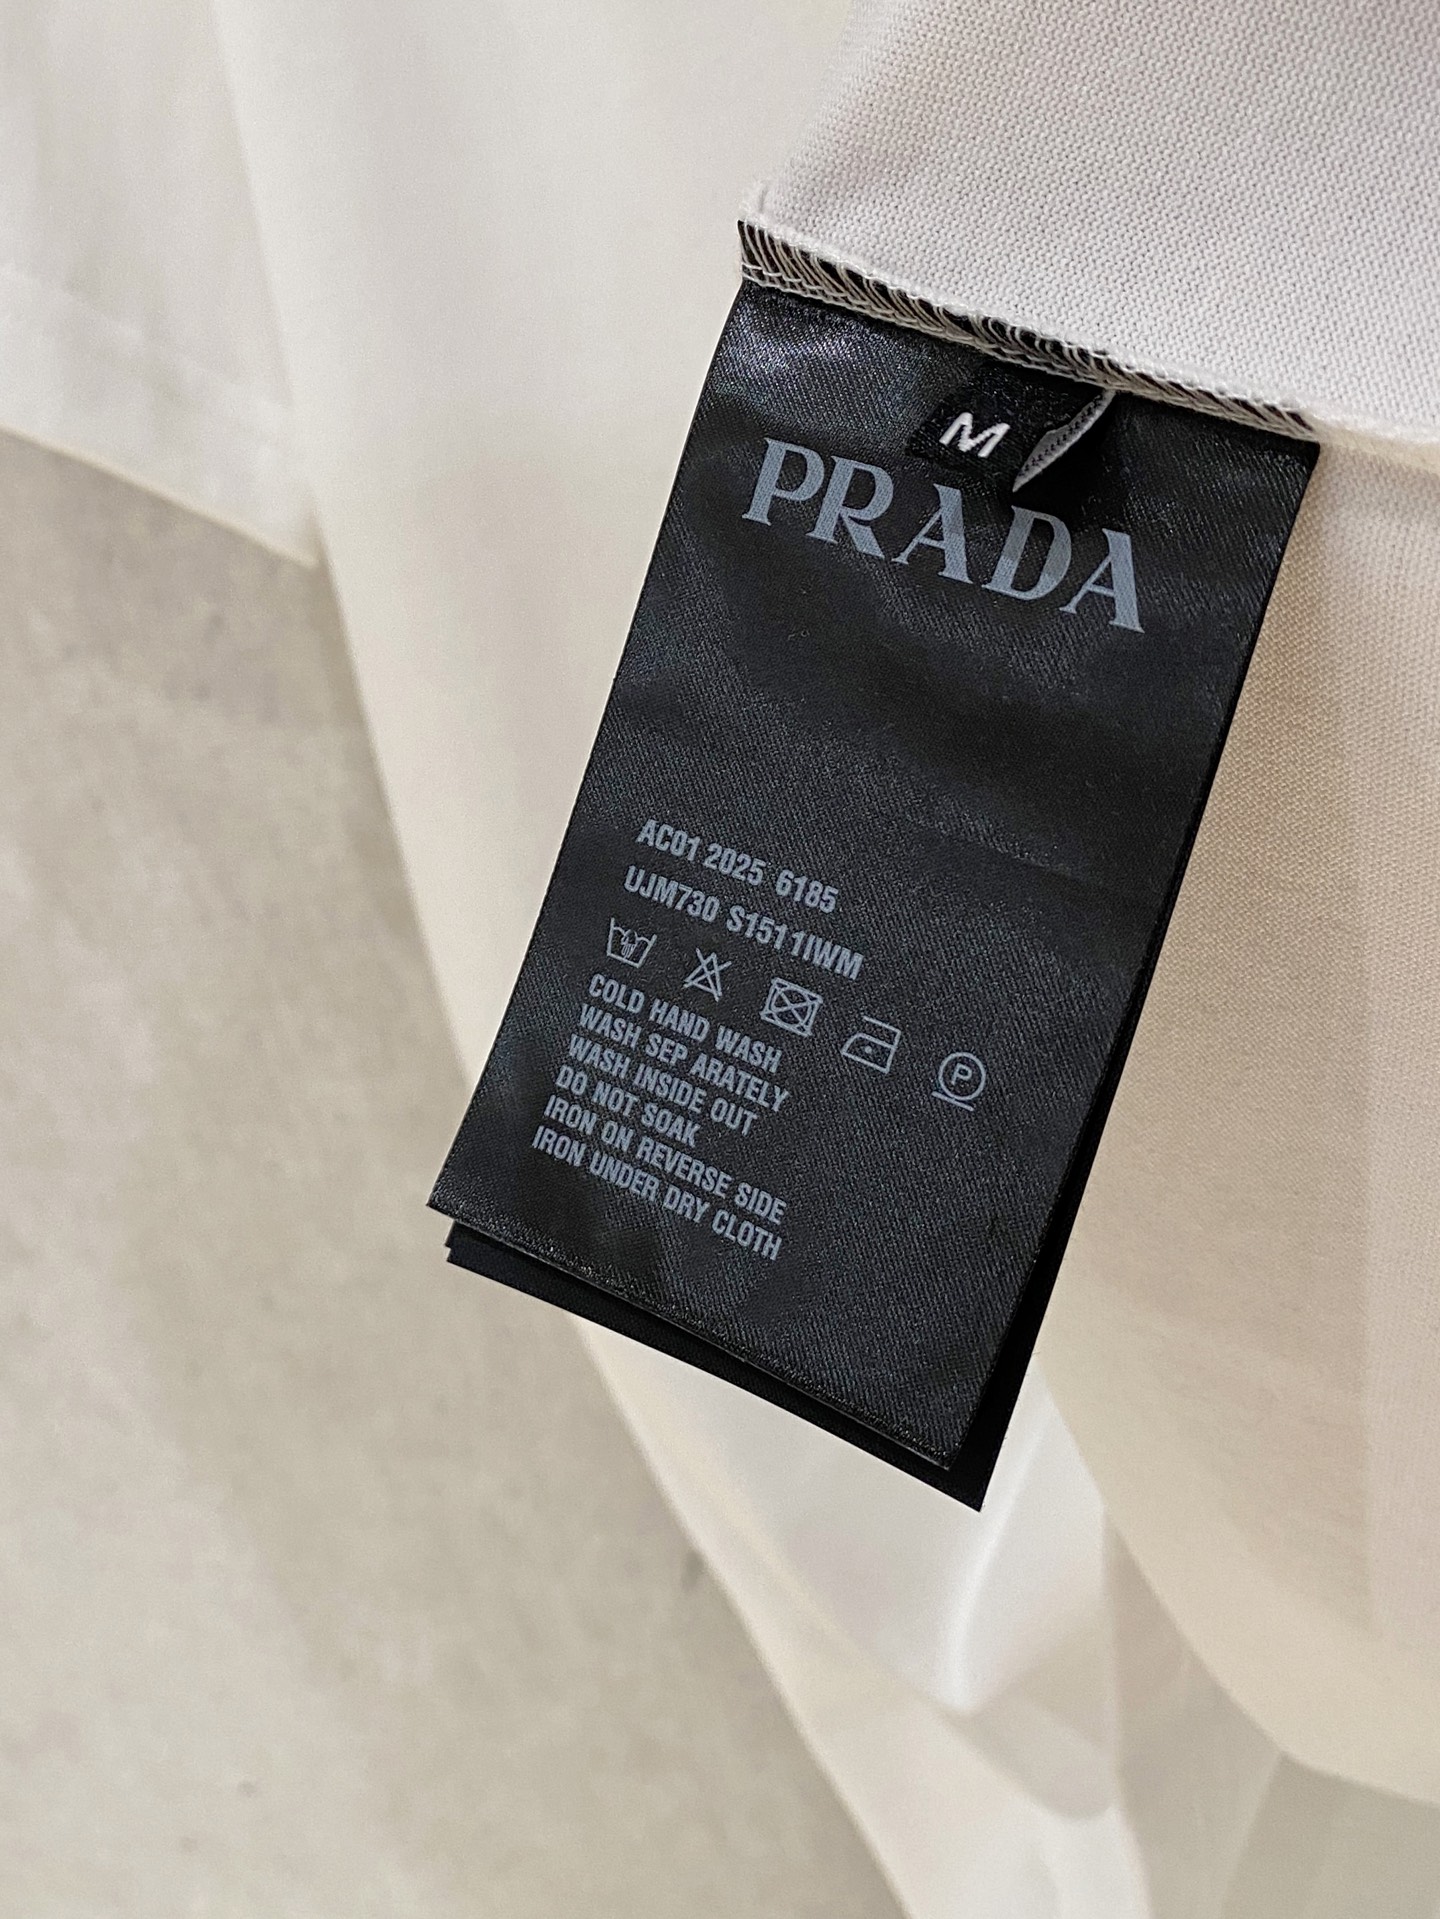 M
PRADA
AC01 2025 6185
UJM730 S1511IWM
P
COLD HAND WASH
WASH SEP ARATELY
WASH INSIDE OUT
DO NOT SOAK
IRON ON REVERSE SIDE
IRON UNDER DRY CLOTH